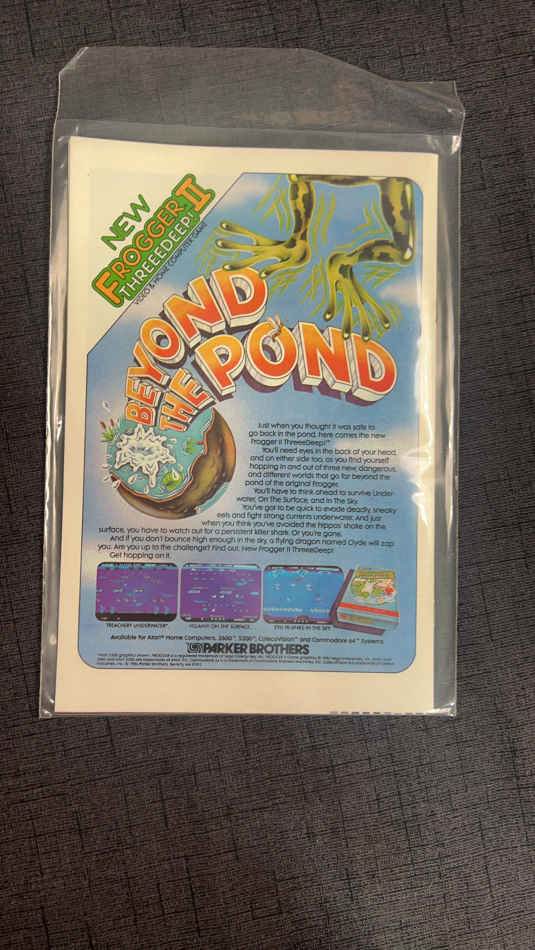 NEW
FROGGER II
THREEEDEEP!
VIDEO & HOME COMPUTER GAME
BEYOND
THE POND
Just when you thought it was safe to
go back in the pond, here comes the new
Frogger II ThreeeDeep!™
You'll need eyes in the back of your head,
and on either side too, as you find yourself
hopping in and out of three new, dangerous,
and different worlds that go far beyond the
pond of the original Frogger.
You'll have to think ahead to survive Under-
water, On The Surface, and In The Sky.
You've got to be quick to evade deadly, sneaky
eels and fight strong currents underwater. And just
when you think you've avoided the hippos' shake on the
surface, you have to watch out for a persistent killer shark. Or you're game.
And if you don't bounce high enough in the sky, a flying dragon named Clyde will zap
you. Are you up to the challenge? Find out. New Frogger II ThreeeDeep!
Get hopping on it.
TREACHERY UNDERWATER*
VILLAINS ON THE SURFACE
IN THE SKY
Available for Atari® Home Computers, 2600™, 5200™, ColecoVision™ and Commodore 64™ Systems.
PARKER BROTHERS